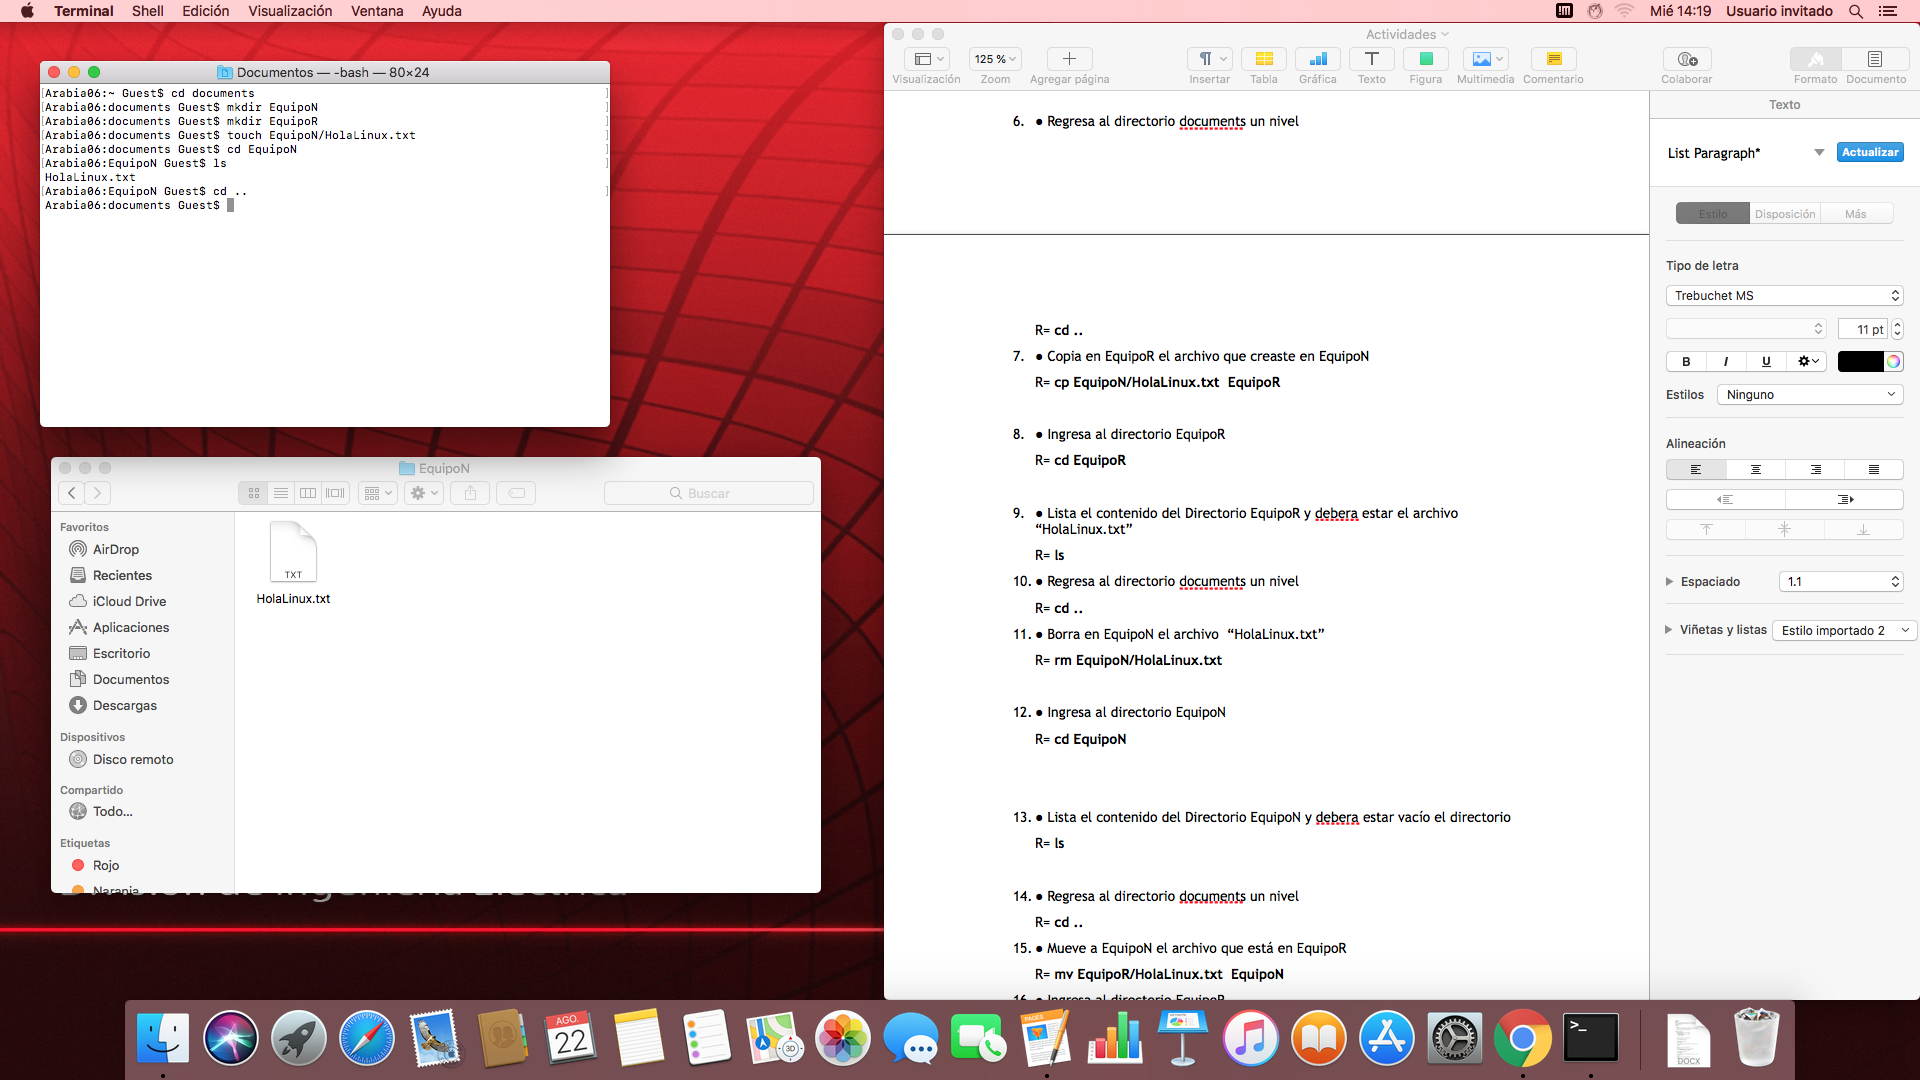 Terminal Shell Edición Visualización Ventana Ayuda
Mié 14:19 Usuario invitado
Documentos — -bash — 80×24
Arabia06:~ Guest$ cd documents
Arabia06:documents Guest$ mkdir EquipoN
Arabia06:documents Guest$ mkdir EquipoR
Arabia06:documents Guest$ touch EquipoN/HolaLinux.txt
Arabia06:documents Guest$ cd EquipoN
Arabia06:EquipoN Guest$ ls
HolaLinux.txt
Arabia06:EquipoN Guest$ cd ..
Arabia06:documents Guest$
EquipoN
Buscar
Favoritos
AirDrop
Recientes
iCloud Drive
Aplicaciones
Escritorio
Documentos
Descargas
Dispositivos
Disco remoto
Compartido
Todo...
Etiquetas
Rojo
Naranja
TXT
HolaLinux.txt
Actividades
125 %
Visualización Zoom Agregar página Insertar Tabla Gráfica Texto Figura Multimedia Comentario Colaborar Formato Documento
6. ● Regresa al directorio documents un nivel
R= cd ..
7. ● Copia en EquipoR el archivo que creaste en EquipoN
R= cp EquipoN/HolaLinux.txt EquipoR
8. ● Ingresa al directorio EquipoR
R= cd EquipoR
9. ● Lista el contenido del Directorio EquipoR y debera estar el archivo
“HolaLinux.txt”
R= ls
10. ● Regresa al directorio documents un nivel
R= cd ..
11. ● Borra en EquipoN el archivo “HolaLinux.txt”
R= rm EquipoN/HolaLinux.txt
12. ● Ingresa al directorio EquipoN
R= cd EquipoN
13. ● Lista el contenido del Directorio EquipoN y debera estar vacío el directorio
R= ls
14. ● Regresa al directorio documents un nivel
R= cd ..
15. ● Mueve a EquipoN el archivo que está en EquipoR
R= mv EquipoR/HolaLinux.txt EquipoN
16. ● Ingresa al directorio EquipoR
Texto
List Paragraph*
Actualizar
Estilo Disposición Más
Tipo de letra
Trebuchet MS
11 pt
B I U
Estilos Ninguno
Alineación
Espaciado 1.1
Viñetas y listas Estilo importado 2
AGO.
22
3D
PAGES
>_
DOCX